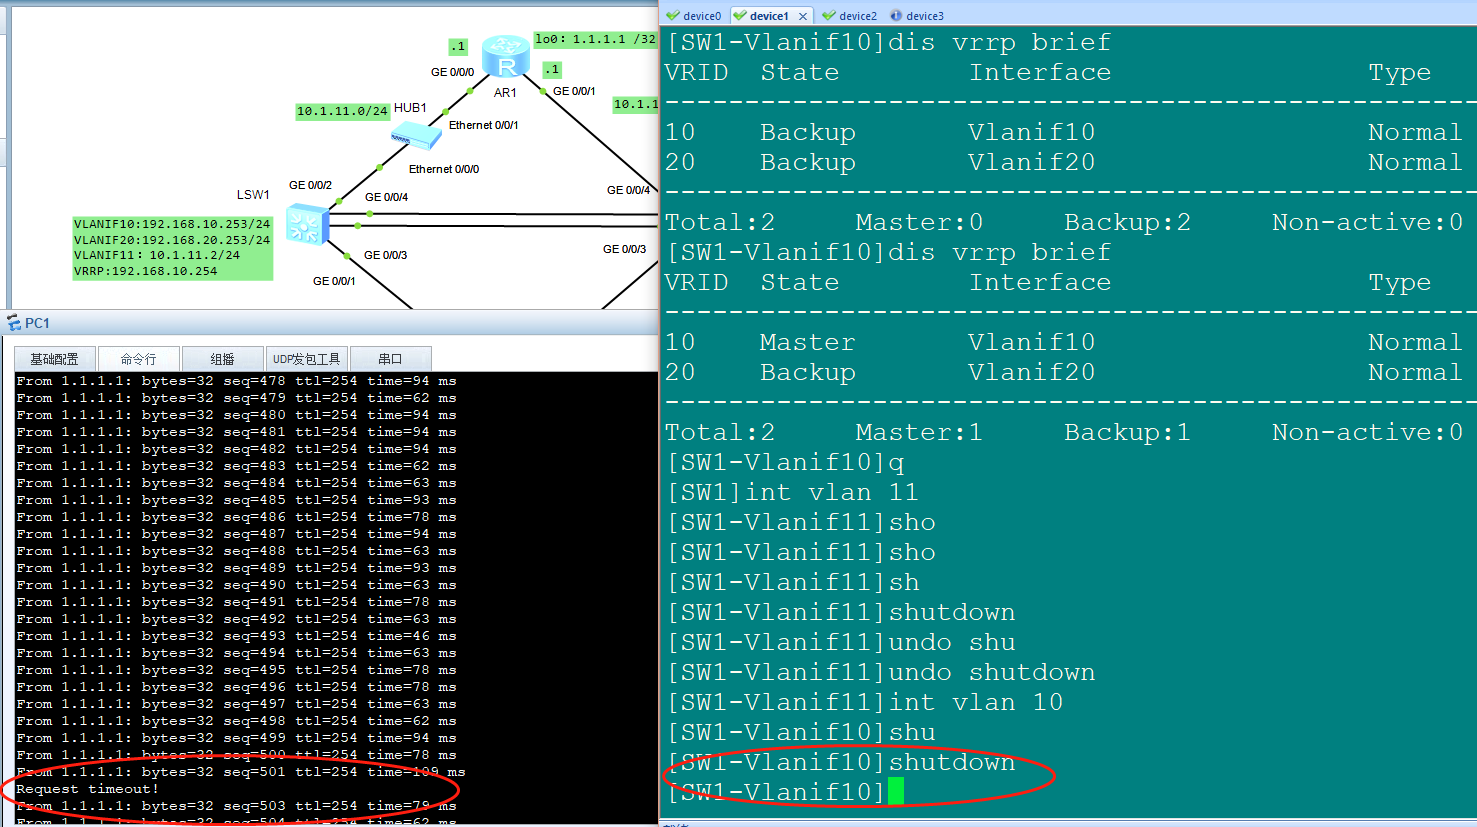 .1
lo0: 1.1.1.1 /32
GE 0/0/0
.1
AR1
GE 0/0/1
10.1.11.0/24
HUB1
10.1.1
Ethernet 0/0/1
Ethernet 0/0/0
LSW1
GE 0/0/2
GE 0/0/4
GE 0/0/4
VLANIF10:192.168.10.253/24
VLANIF20:192.168.20.253/24
VLANIF11: 10.1.11.2/24
VRRP:192.168.10.254
GE 0/0/3
GE 0/0/3
GE 0/0/1
PC1
基础配置 命令行 组播 UDP发包工具 串口
From 1.1.1.1: bytes=32 seq=478 ttl=254 time=94 ms
From 1.1.1.1: bytes=32 seq=479 ttl=254 time=62 ms
From 1.1.1.1: bytes=32 seq=480 ttl=254 time=94 ms
From 1.1.1.1: bytes=32 seq=481 ttl=254 time=94 ms
From 1.1.1.1: bytes=32 seq=482 ttl=254 time=94 ms
From 1.1.1.1: bytes=32 seq=483 ttl=254 time=62 ms
From 1.1.1.1: bytes=32 seq=484 ttl=254 time=63 ms
From 1.1.1.1: bytes=32 seq=485 ttl=254 time=93 ms
From 1.1.1.1: bytes=32 seq=486 ttl=254 time=78 ms
From 1.1.1.1: bytes=32 seq=487 ttl=254 time=94 ms
From 1.1.1.1: bytes=32 seq=488 ttl=254 time=63 ms
From 1.1.1.1: bytes=32 seq=489 ttl=254 time=93 ms
From 1.1.1.1: bytes=32 seq=490 ttl=254 time=63 ms
From 1.1.1.1: bytes=32 seq=491 ttl=254 time=78 ms
From 1.1.1.1: bytes=32 seq=492 ttl=254 time=63 ms
From 1.1.1.1: bytes=32 seq=493 ttl=254 time=46 ms
From 1.1.1.1: bytes=32 seq=494 ttl=254 time=63 ms
From 1.1.1.1: bytes=32 seq=495 ttl=254 time=78 ms
From 1.1.1.1: bytes=32 seq=496 ttl=254 time=78 ms
From 1.1.1.1: bytes=32 seq=497 ttl=254 time=63 ms
From 1.1.1.1: bytes=32 seq=498 ttl=254 time=62 ms
From 1.1.1.1: bytes=32 seq=499 ttl=254 time=94 ms
From 1.1.1.1: bytes=32 seq=500 ttl=254 time=78 ms
From 1.1.1.1: bytes=32 seq=501 ttl=254 time=109 ms
Request timeout!
From 1.1.1.1: bytes=32 seq=503 ttl=254 time=79 ms
From 1.1.1.1: bytes=32 seq=504 ttl=254 time=62 ms
device0 device1 device2 device3
[SW1-Vlanif10]dis vrrp brief
VRID State Interface Type
--------------------------------------------------
10 Backup Vlanif10 Normal
20 Backup Vlanif20 Normal
--------------------------------------------------
Total:2 Master:0 Backup:2 Non-active:0
[SW1-Vlanif10]dis vrrp brief
VRID State Interface Type
--------------------------------------------------
10 Master Vlanif10 Normal
20 Backup Vlanif20 Normal
--------------------------------------------------
Total:2 Master:1 Backup:1 Non-active:0
[SW1-Vlanif10]q
[SW1]int vlan 11
[SW1-Vlanif11]sho
[SW1-Vlanif11]sho
[SW1-Vlanif11]sh
[SW1-Vlanif11]shutdown
[SW1-Vlanif11]undo shu
[SW1-Vlanif11]undo shutdown
[SW1-Vlanif11]int vlan 10
[SW1-Vlanif10]shu
[SW1-Vlanif10]shutdown
[SW1-Vlanif10]